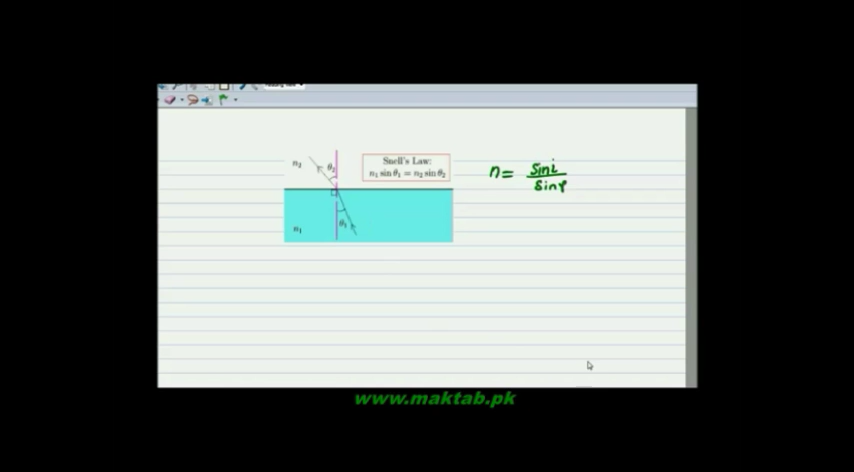 n₂
θ₂
Snell's Law:
n₁ sin θ₁ = n₂ sin θ₂
n = sin i / sin r
n₁
θ₁
www.maktab.pk